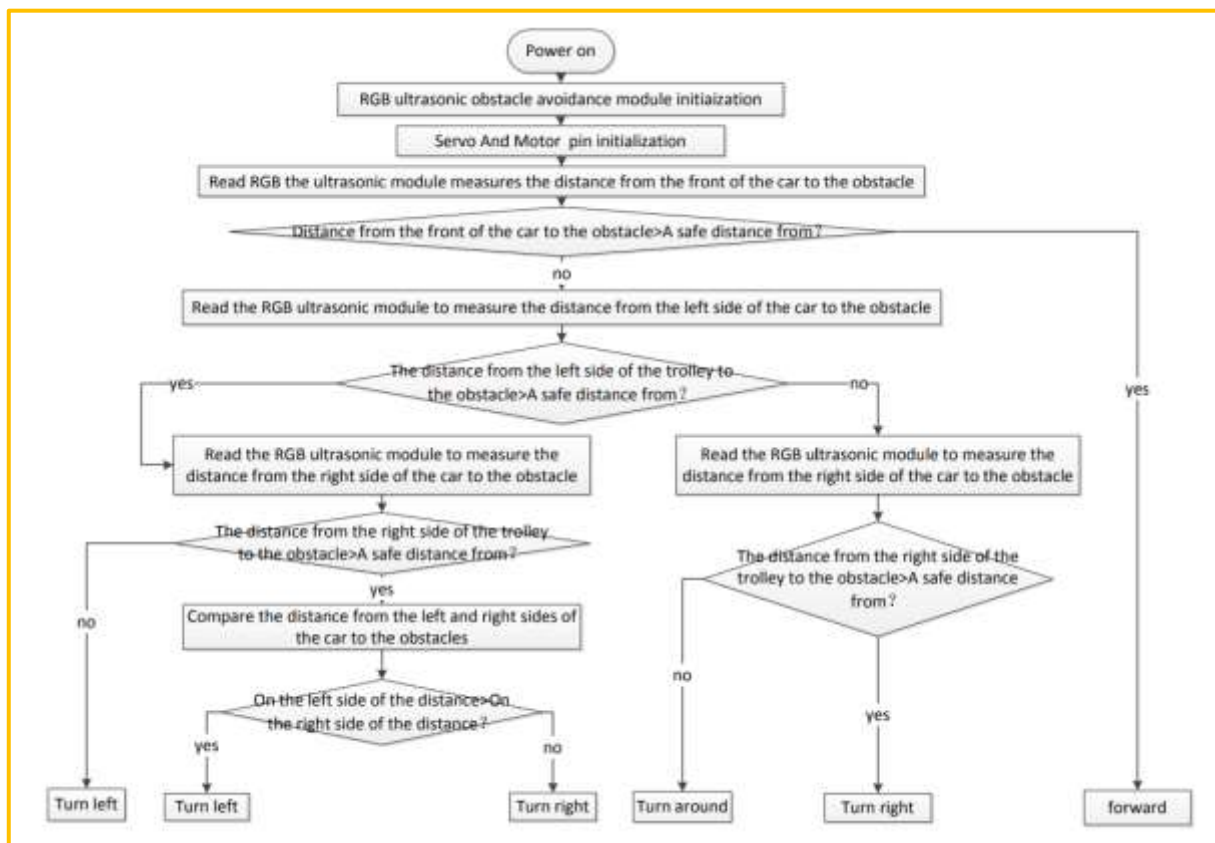 Power on
RGB ultrasonic obstacle avoidance module initiaization
Servo And Motor pin initialization
Read RGB the ultrasonic module measures the distance from the front of the car to the obstacle
Distance from the front of the car to the obstacle>A safe distance from?
no
Read the RGB ultrasonic module to measure the distance from the left side of the car to the obstacle
The distance from the left side of the trolley to
the obstacle>A safe distance from?
yes
no
yes
Read the RGB ultrasonic module to measure the
distance from the right side of the car to the obstacle
Read the RGB ultrasonic module to measure the
distance from the right side of the car to the obstacle
The distance from the right side of the trolley
to the obstacle>A safe distance from?
The distance from the right side of the
trolley to the obstacle>A safe distance
from?
yes
no
Compare the distance from the left and right sides of
the car to the obstacles
no
On the left side of the distance>On
the right side of the distance?
yes
yes
no
Turn left
Turn left
Turn right
Turn around
Turn right
forward